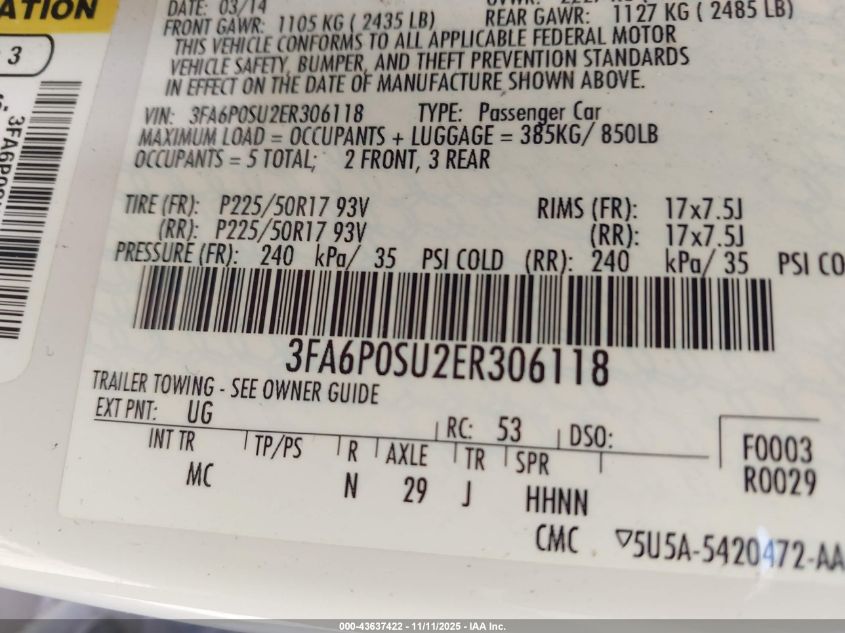 ATION
3
3FA6P0S
DATE: 03/14
FRONT GAWR: 1105 KG ( 2435 LB) REAR GAWR: 1127 KG ( 2485 LB)
THIS VEHICLE CONFORMS TO ALL APPLICABLE FEDERAL MOTOR
VEHICLE SAFETY, BUMPER, AND THEFT PREVENTION STANDARDS
IN EFFECT ON THE DATE OF MANUFACTURE SHOWN ABOVE.
VIN: 3FA6P0SU2ER306118 TYPE: Passenger Car
MAXIMUM LOAD = OCCUPANTS + LUGGAGE = 385KG/ 850LB
OCCUPANTS = 5 TOTAL; 2 FRONT, 3 REAR
TIRE (FR): P225/50R17 93V RIMS (FR): 17x7.5J
(RR): P225/50R17 93V (RR): 17x7.5J
PRESSURE (FR): 240 kPa/ 35 PSI COLD (RR): 240 kPa/ 35 PSI CO
3FA6P0SU2ER306118
TRAILER TOWING - SEE OWNER GUIDE
EXT PNT: UG RC: 53 DSO:
INT TR TP/PS R AXLE TR SPR F0003
MC N 29 J HHNN R0029
CMC ▽5U5A-5420472-AA
000-43637422 - 11/11/2025 - IAA Inc.